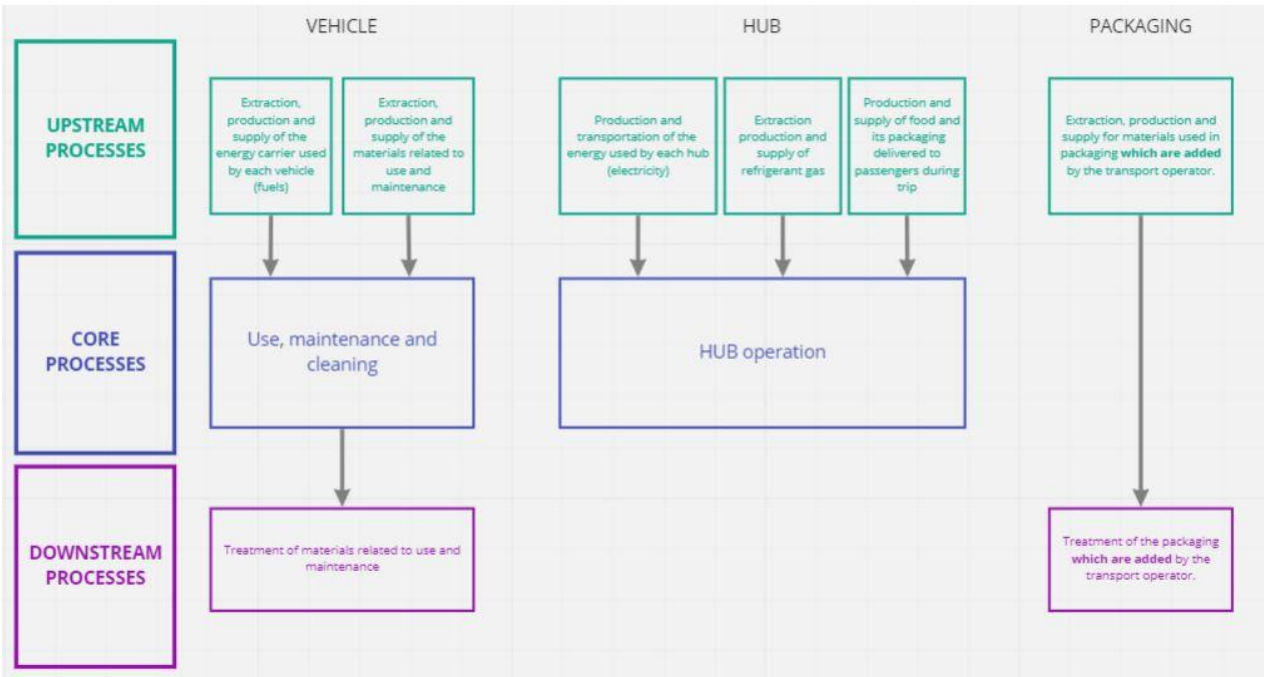 VEHICLE
HUB
PACKAGING
UPSTREAM
PROCESSES
Extraction,
production and
supply of the
energy carrier used
by each vehicle
(fuels)
Extraction,
production and
supply of the
materials related to
use and
maintenance
Production and
transportation of the
energy used by each hub
(electricity)
Extraction
production and
supply of
refrigerant gas
Production and
supply of food and
its packaging
delivered to
passengers during
trip
Extraction, production and
supply for materials used in
packaging which are added
by the transport operator.
CORE
PROCESSES
Use, maintenance and
cleaning
HUB operation
DOWNSTREAM
PROCESSES
Treatment of materials related to use and
maintenance
Treatment of the packaging
which are added by the
transport operator.